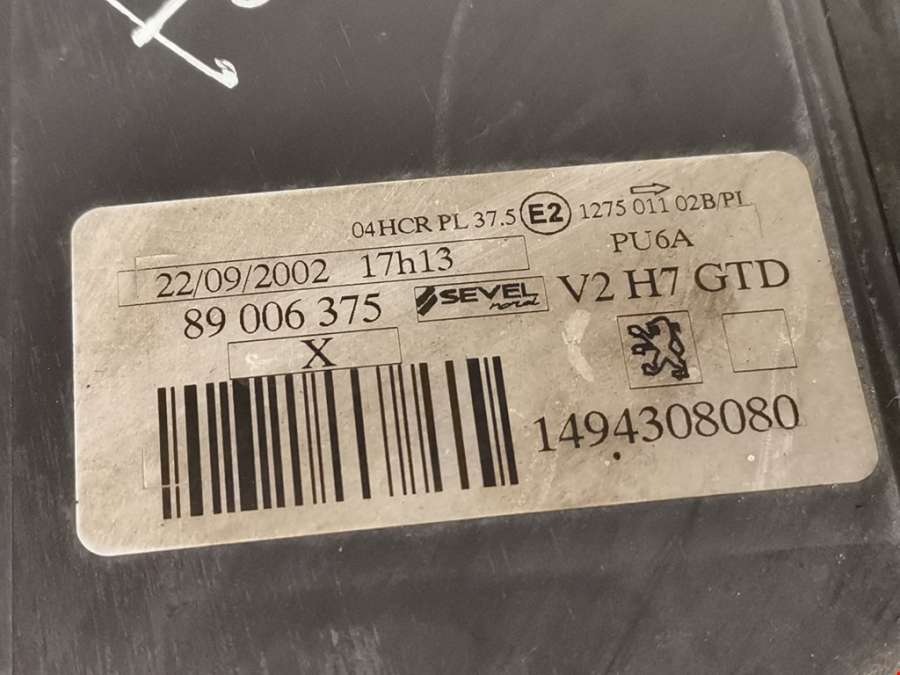 04HCR PL 37.5 E2 1275 011 02B/PL
22/09/2002 17h13
PU6A
89 006 375
SEVEL
V2 H7 GTD
X
1494308080